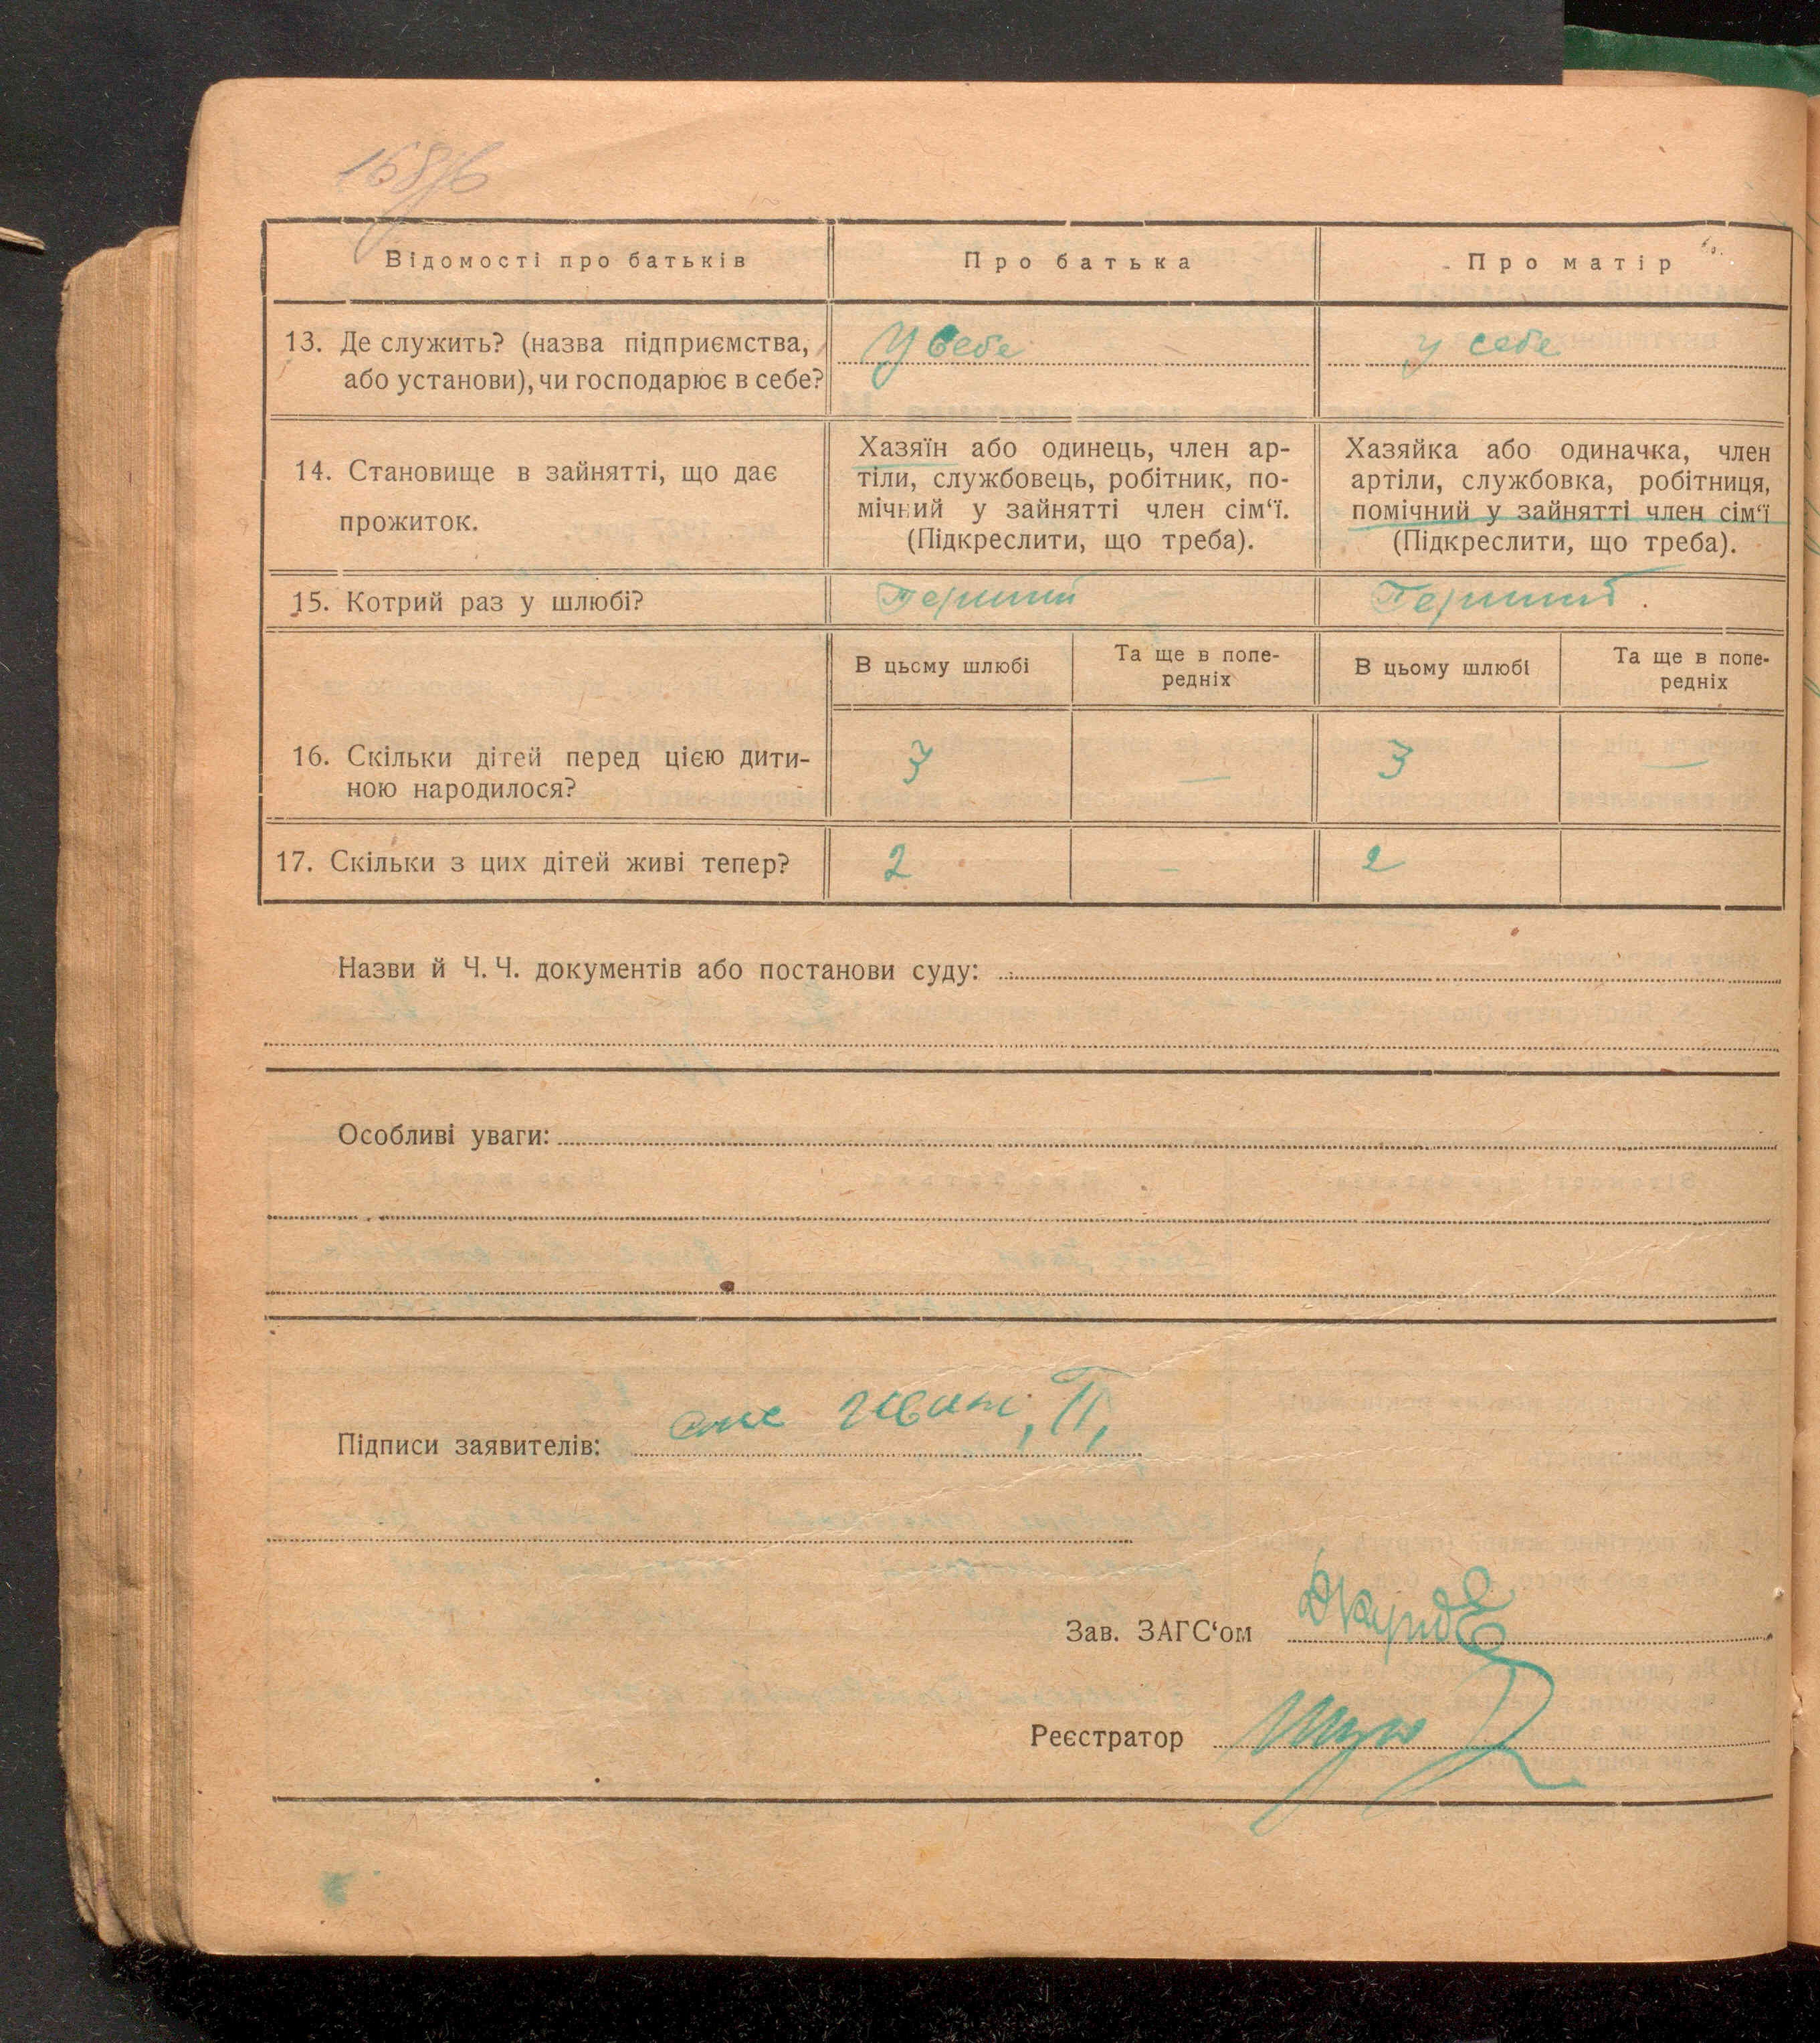 Відомості про батьків
Про батька
Про матір
13. Де служить? (назва підприємства,
або установи), чи господарює в себе?
У себе
у себе
14. Становище в зайнятті, що дає
прожиток.
Хазяїн або одинець, член ар-
тіли, службовець, робітник, по-
мічний у зайнятті член сім‘ї.
(Підкреслити, що треба).
Хазяйка або одиначка, член
артіли, службовка, робітниця,
помічний у зайнятті член сім‘ї
(Підкреслити, що треба).
15. Котрий раз у шлюбі?
Перший
Перший
В цьому шлюбі
Та ще в попе-
редніх
В цьому шлюбі
Та ще в попе-
редніх
16. Скільки дітей перед цією дити-
ною народилося?
3
—
3
—
17. Скільки з цих дітей живі тепер?
2
–
2
Назви й Ч. Ч. документів або постанови суду:
Особливі уваги:
Підписи заявителів:
Зав. ЗАГС‘ом
Реєстратор